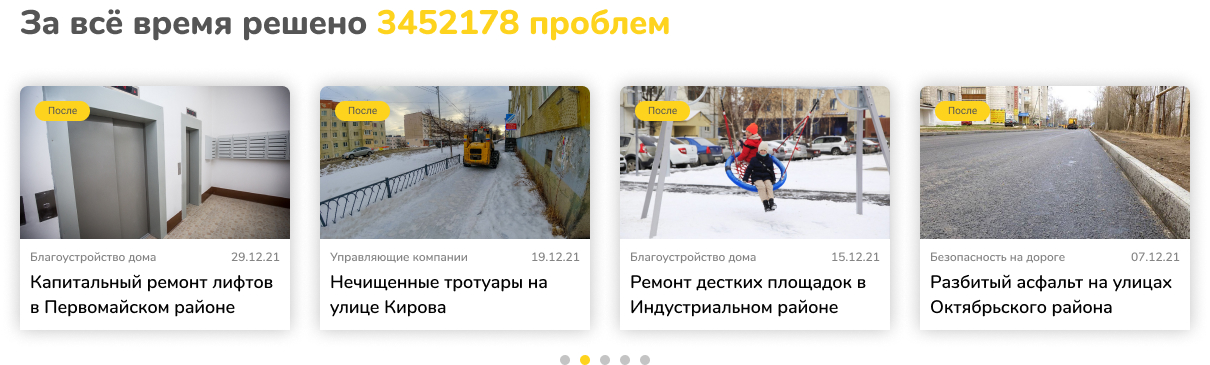 За всё время решено 3452178 проблем
После
Благоустройство дома 29.12.21
Капитальный ремонт лифтов
в Первомайском районе
После
Управляющие компании 19.12.21
Нечищенные тротуары на
улице Кирова
После
Благоустройство дома 15.12.21
Ремонт дестких площадок в
Индустриальном районе
После
Безопасность на дороге 07.12.21
Разбитый асфальт на улицах
Октябрьского района